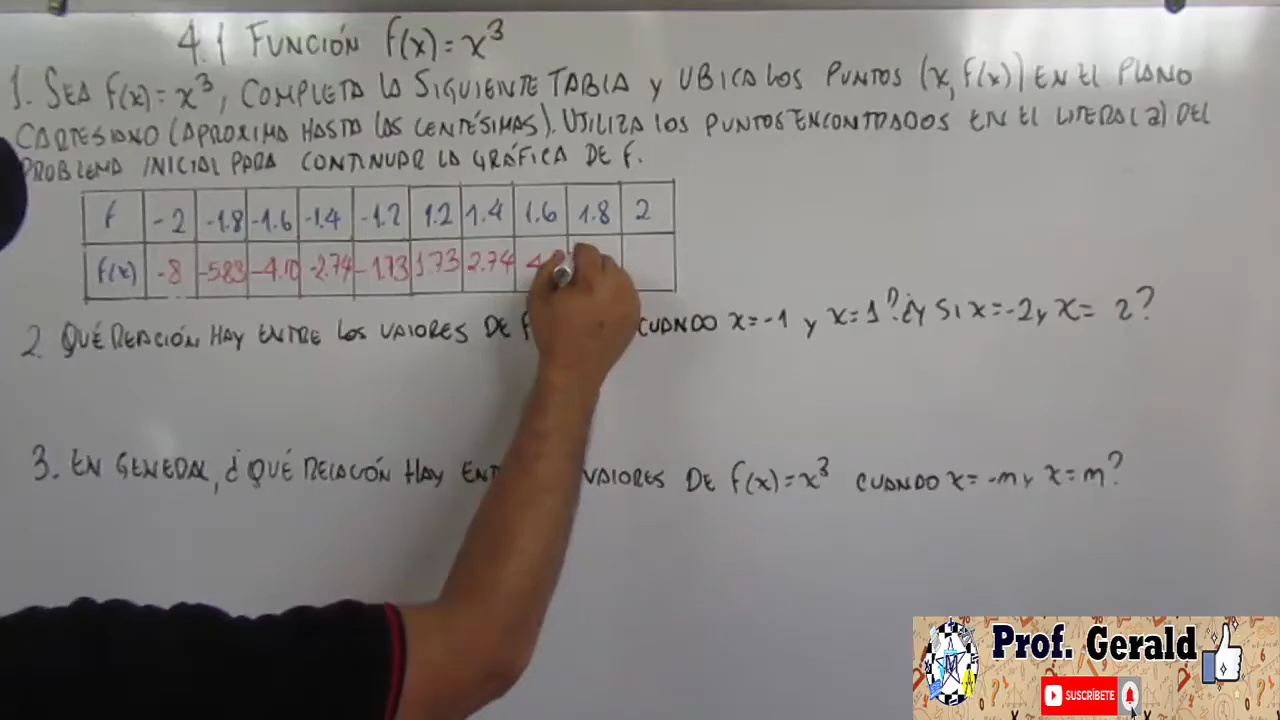 4.1 FUNCIÓN f(x)=x³
1. SEA f(x)=x³, COMPLETA LA SIGUIENTE TABLA y UBICA LOS PUNTOS (x, f(x)) EN EL PLANO
CARTESIANO (APROXIMA HASTA LAS CENTÉSIMAS). UTILIZA LOS PUNTOS ENCONTRADOS EN EL LITERAL (2) DEL
PROBLEMA INICIAL PARA CONTINUAR LA GRÁFICA DE F.
f -2 -1.8 -1.6 -1.4 -1.2 1.2 1.4 1.6 1.8 2
f(x) -8 -5.83 -4.10 -2.74 -1.73 1.73 2.74
2. QUÉ RELACIÓN HAY ENTRE LOS VALORES DE CUANDO x=-1 y x=1? ¿y SI x=-2 y x= 2?
3. EN GENERAL, ¿QUÉ RELACIÓN HAY VALORES DE f(x)=x³ CUANDO x=-m y x=m?
Prof. Gerald
SUSCRÍBETE